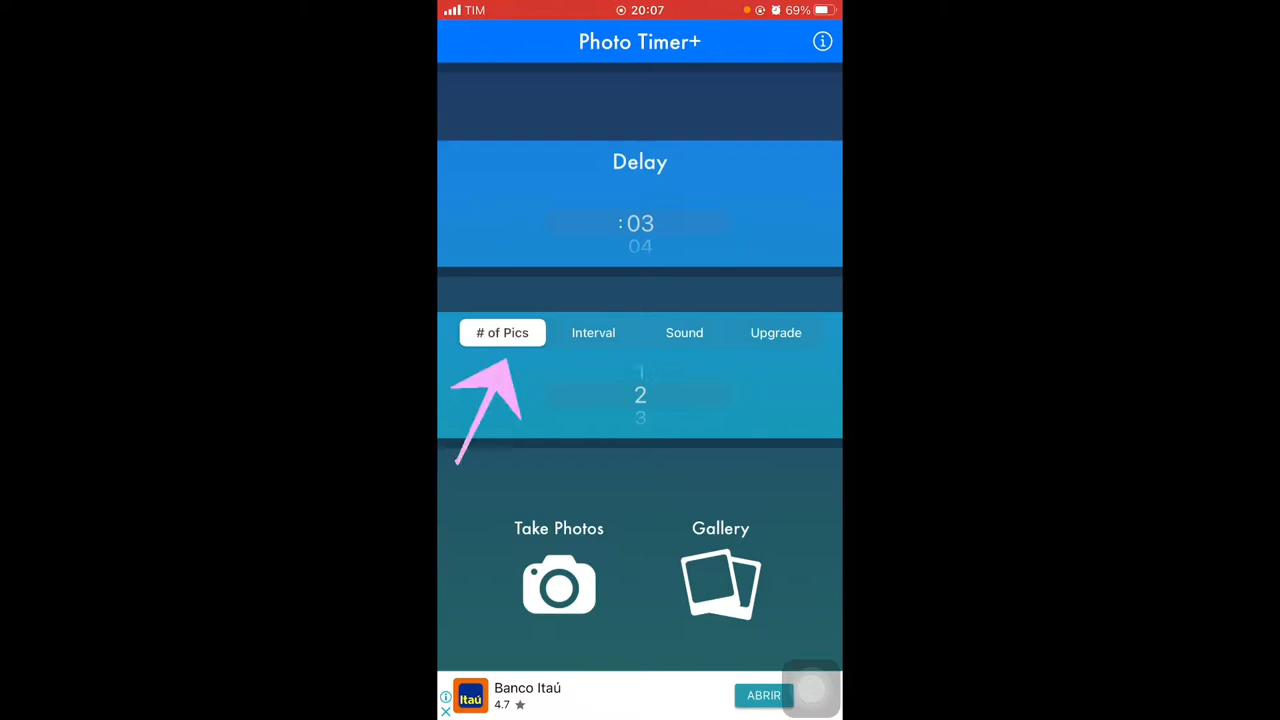 TIM 20:07 69%
Photo Timer+
Delay
:03
04
# of Pics Interval Sound Upgrade
1
2
3
Take Photos Gallery
Itaú Banco Itaú ABRIR
4.7